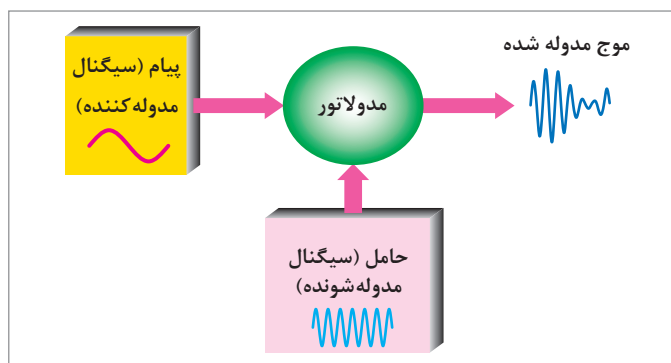 موج مدوله شده
پیام (سیگنال
مدوله‌کننده)
مدولاتور
حامل (سیگنال
مدوله‌شونده)